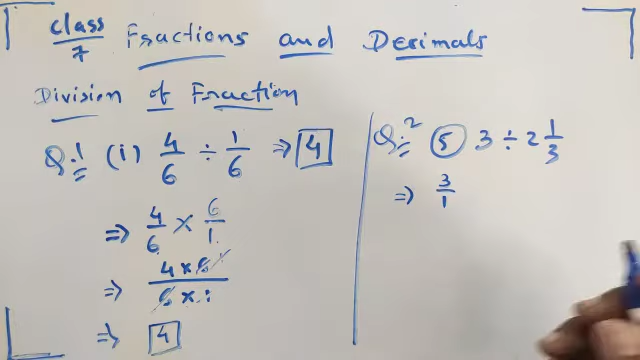 Class 7 Fractions and Decimals
Division of Fraction
Q.1 (i) 4/6 ÷ 1/6 ⇒ 4
⇒ 4/6 × 6/1
⇒ 4×6/6×1
⇒ 4
Q.2 (5) 3 ÷ 2 1/3
⇒ 3/1